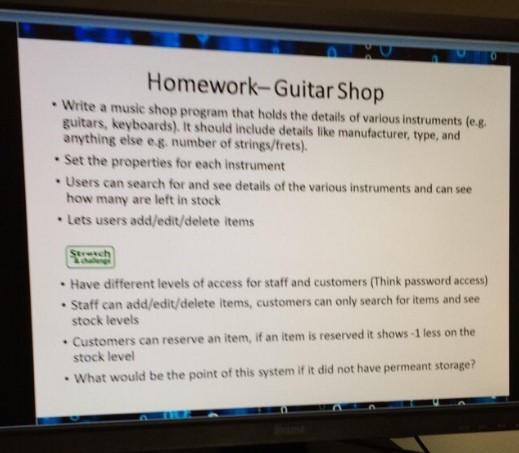 Homework– Guitar Shop
• Write a music shop program that holds the details of various instruments (e.g.
guitars, keyboards). It should include details like manufacturer, type, and
anything else e.g. number of strings/frets).
• Set the properties for each instrument
• Users can search for and see details of the various instruments and can see
how many are left in stock
• Lets users add/edit/delete items
Stretch
& challenge
• Have different levels of access for staff and customers (Think password access)
• Staff can add/edit/delete items, customers can only search for items and see
stock levels
• Customers can reserve an item, if an item is reserved it shows -1 less on the
stock level
• What would be the point of this system if it did not have permeant storage?